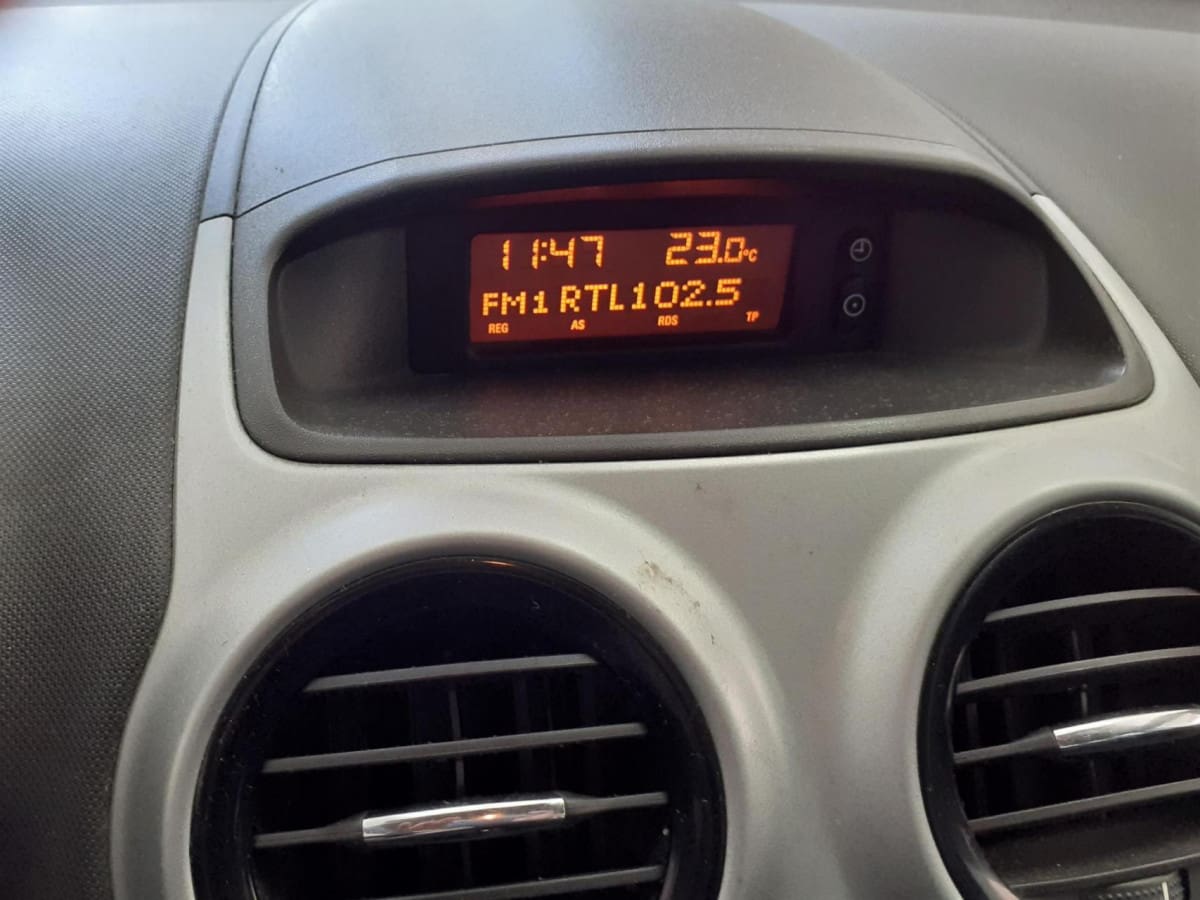 11:47 23.0°C
FM1 RTL102.5
REG AS RDS TP